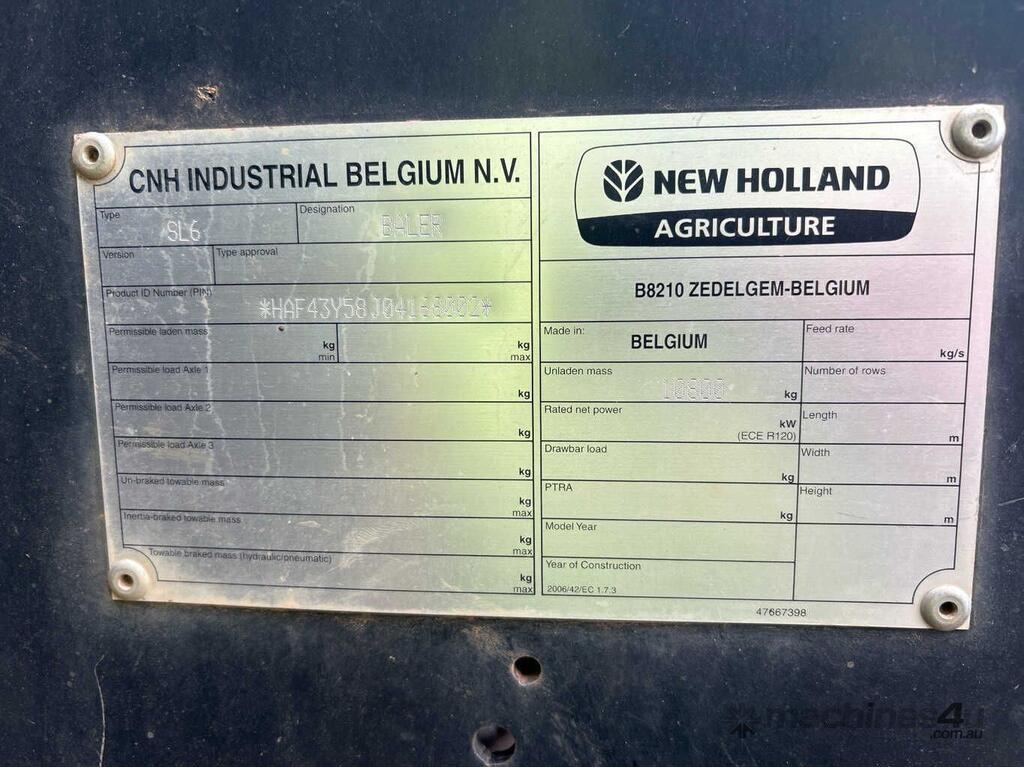 CNH INDUSTRIAL BELGIUM N.V.
Type
SL6
Designation
BALER
Version
Type approval
Product ID Number (PIN)
*HAF43Y58J04168002*
Permissible laden mass
kg
min
kg
max
Permissible load Axle 1
kg
Permissible load Axle 2
kg
Permissible load Axle 3
kg
Un-braked towable mass
kg
max
Inertia-braked towable mass
kg
max
Towable braked mass (hydraulic/pneumatic)
kg
max
NEW HOLLAND
AGRICULTURE
B8210 ZEDELGEM-BELGIUM
Made in:
BELGIUM
Feed rate
kg/s
Unladen mass
10800
kg
Number of rows
Rated net power
kW
(ECE R120)
Length
m
Drawbar load
kg
Width
m
PTRA
kg
Height
m
Model Year
Year of Construction
2006/42/EC 1.7.3
47667398
machines4u
.com.au